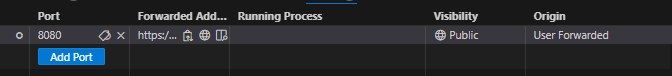 Port Forwarded Add... Running Process Visibility Origin
8080 https:/... Public User Forwarded
Add Port